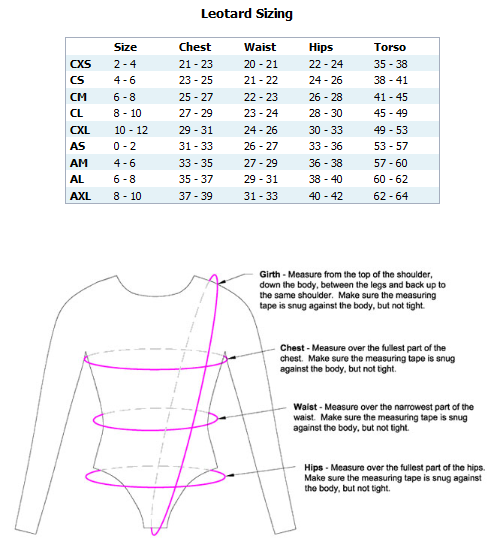 Leotard Sizing
Size Chest Waist Hips Torso
CXS 2 - 4 21 - 23 20 - 21 22 - 24 35 - 38
CS 4 - 6 23 - 25 21 - 22 24 - 26 38 - 41
CM 6 - 8 25 - 27 22 - 23 26 - 28 41 - 45
CL 8 - 10 27 - 29 23 - 24 28 - 30 45 - 49
CXL 10 - 12 29 - 31 24 - 26 30 - 33 49 - 53
AS 0 - 2 31 - 33 26 - 27 33 - 36 53 - 57
AM 4 - 6 33 - 35 27 - 29 36 - 38 57 - 60
AL 6 - 8 35 - 37 29 - 31 38 - 40 60 - 62
AXL 8 - 10 37 - 39 31 - 33 40 - 42 62 - 64
Girth - Measure from the top of the shoulder,
down the body, between the legs and back up to
the same shoulder. Make sure the measuring
tape is snug against the body, but not tight.
Chest - Measure over the fullest part of the
chest. Make sure the measuring tape is snug
against the body, but not tight.
Waist - Measure over the narrowest part of the
waist. Make sure the measuring tape is snug
against the body, but not tight.
Hips - Measure over the fullest part of the hips.
Make sure the measuring tape is snug against
the body, but not tight.